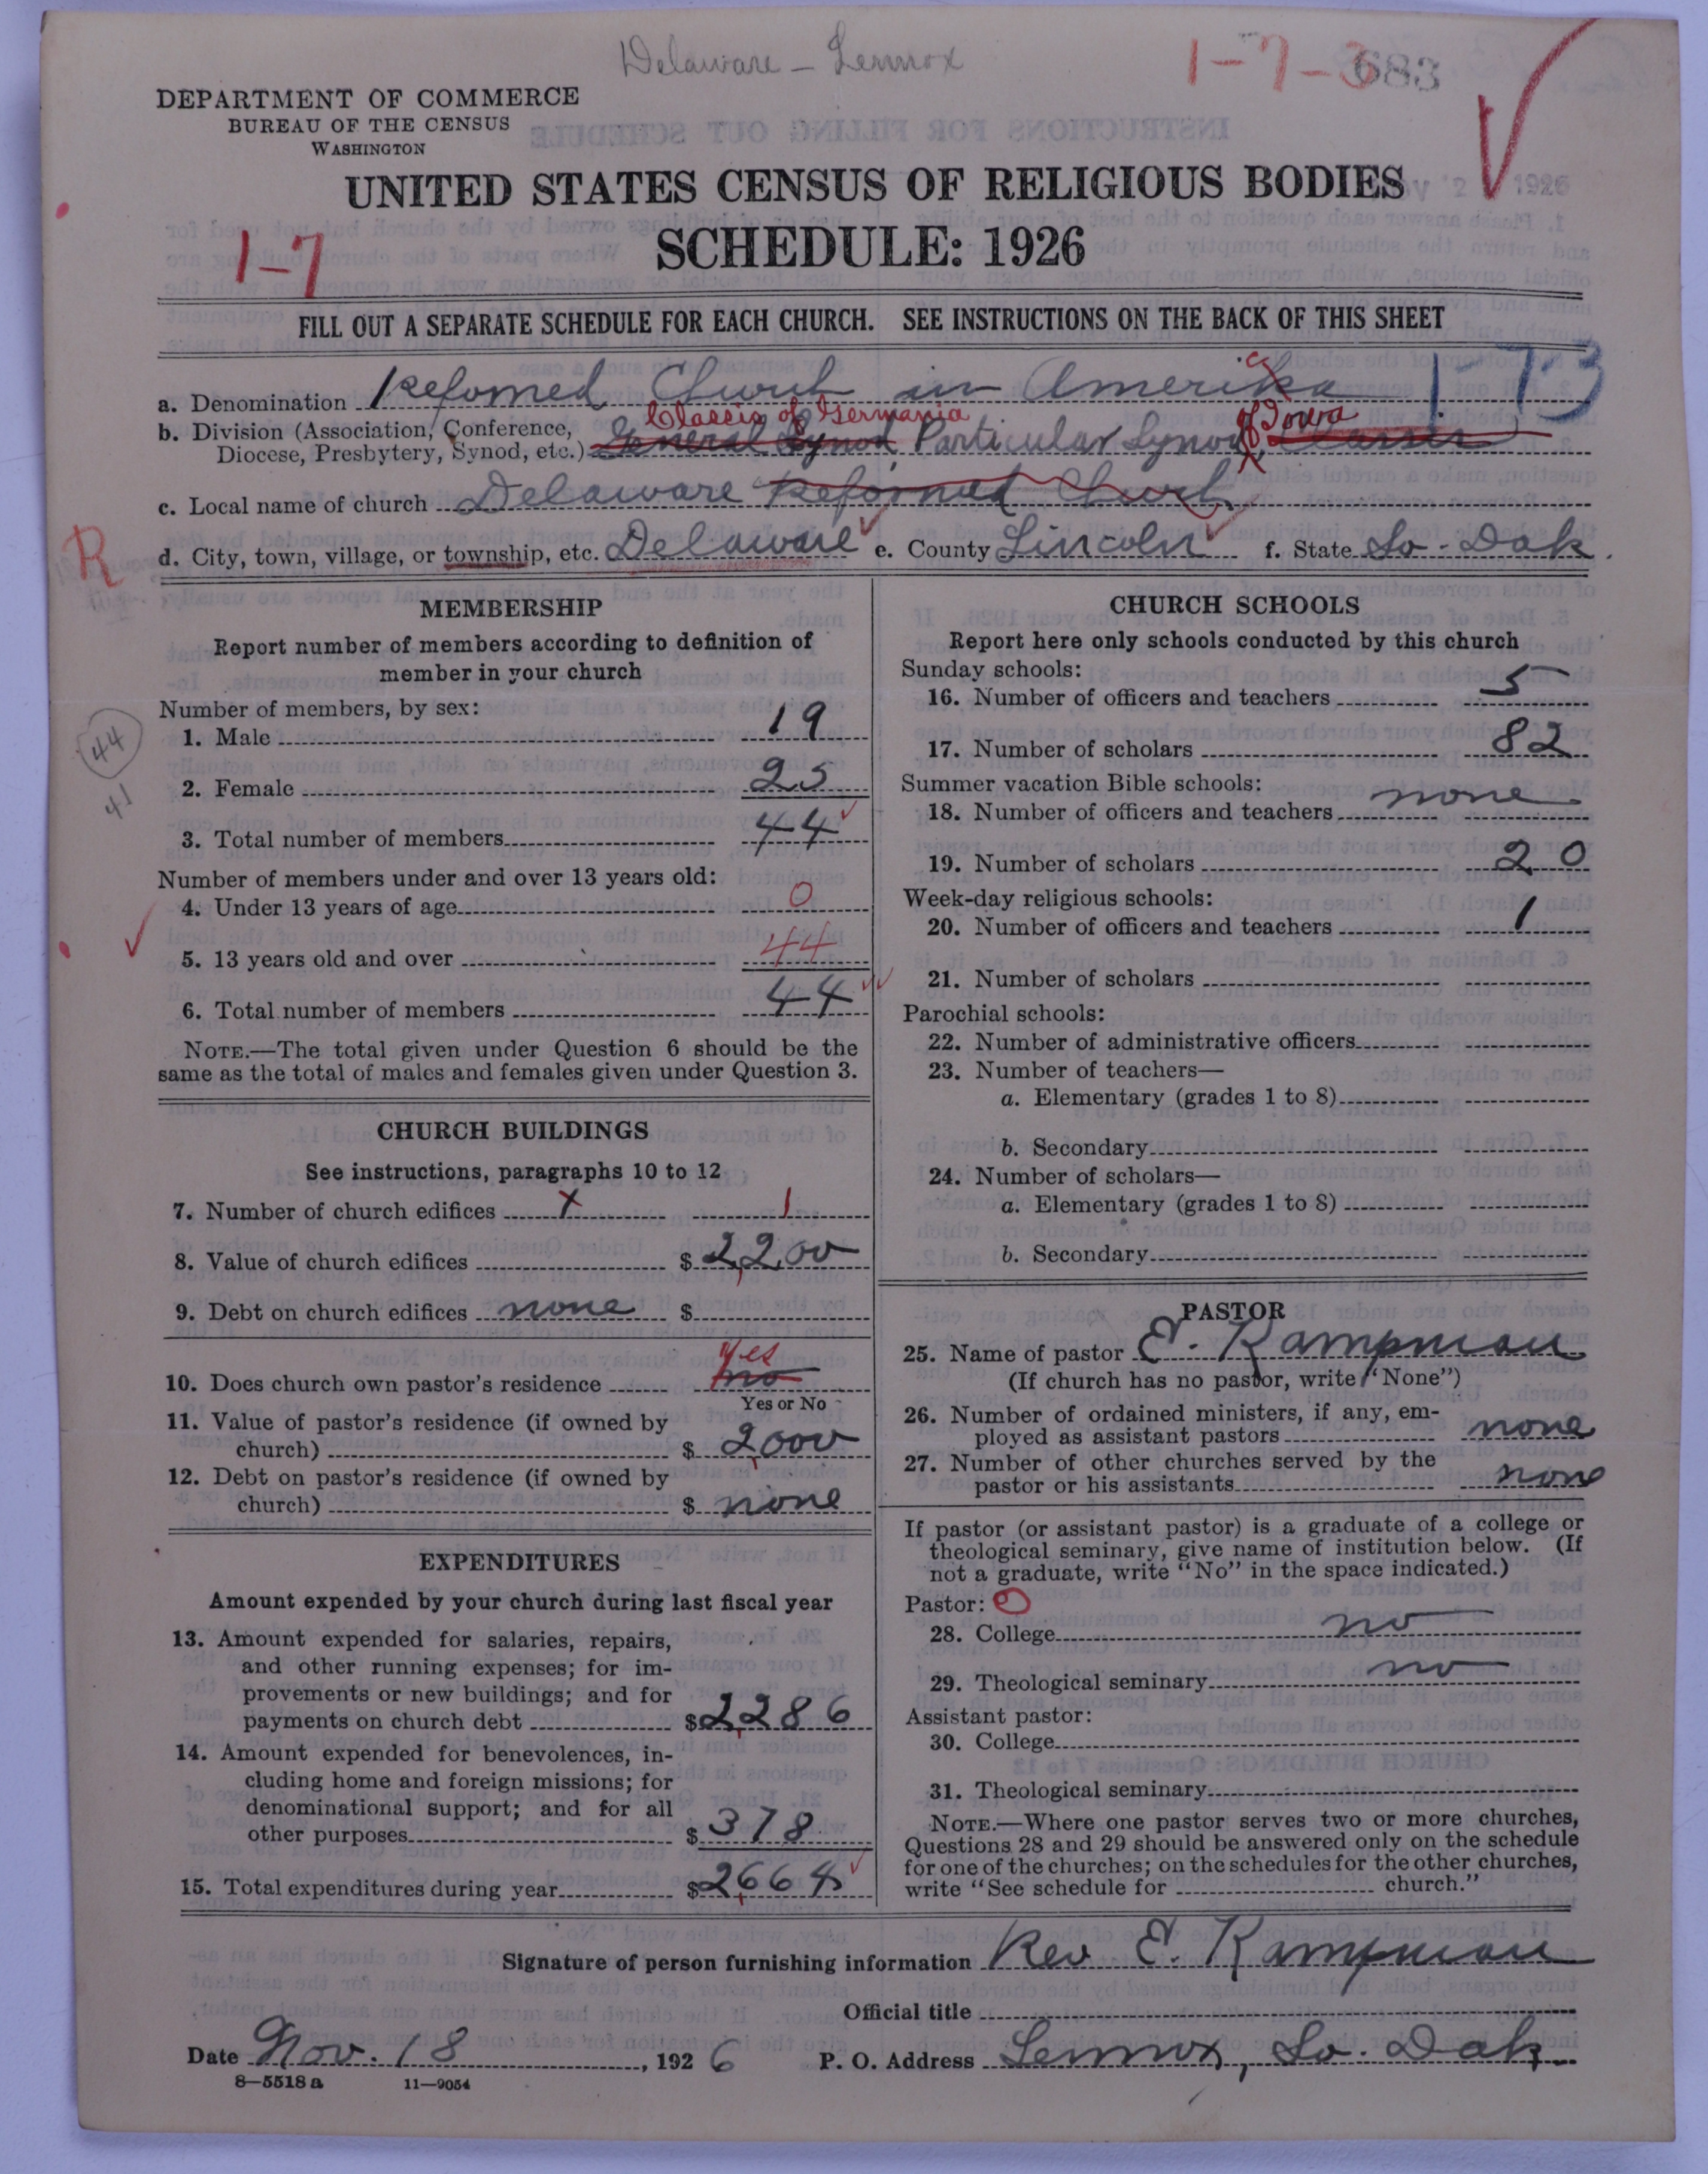 Delaware - Lennox
1-7-3
683
DEPARTMENT OF COMMERCE
BUREAU OF THE CENSUS
WASHINGTON
UNITED STATES CENSUS OF RELIGIOUS BODIES
SCHEDULE: 1926
1-7
FILL OUT A SEPARATE SCHEDULE FOR EACH CHURCH. SEE INSTRUCTIONS ON THE BACK OF THIS SHEET
a. Denomination Refomed Church in Amerika c
173
Classis of Germania of Iowa
b. Division (Association, Conference,
Diocese, Presbytery, Synod, etc.) General Synod, Particular Synod, Classis
c. Local name of church Delaware Reformed Church
R
d. City, town, village, or township, etc. Delaware e. County Lincoln f. State So-Dak.
MEMBERSHIP
Report number of members according to definition of
member in your church
Number of members, by sex:
1. Male 19
44
2. Female 25
41
3. Total number of members 44
Number of members under and over 13 years old:
4. Under 13 years of age 0
5. 13 years old and over 44
6. Total number of members 44
NOTE.—The total given under Question 6 should be the
same as the total of males and females given under Question 3.
CHURCH BUILDINGS
See instructions, paragraphs 10 to 12
7. Number of church edifices x 1
8. Value of church edifices $ 2,200
9. Debt on church edifices none $
yes
10. Does church own pastor's residence no
Yes or No
11. Value of pastor's residence (if owned by
church) $ 2,000
12. Debt on pastor's residence (if owned by
church) $ none
EXPENDITURES
Amount expended by your church during last fiscal year
13. Amount expended for salaries, repairs,
and other running expenses; for im-
provements or new buildings; and for
payments on church debt $ 2,286
14. Amount expended for benevolences, in-
cluding home and foreign missions; for
denominational support; and for all
other purposes $ 378
15. Total expenditures during year $ 2,664
CHURCH SCHOOLS
Report here only schools conducted by this church
Sunday schools:
16. Number of officers and teachers 5
17. Number of scholars 82
Summer vacation Bible schools:
18. Number of officers and teachers none
19. Number of scholars 20
Week-day religious schools:
20. Number of officers and teachers 1
21. Number of scholars
Parochial schools:
22. Number of administrative officers
23. Number of teachers—
a. Elementary (grades 1 to 8)
b. Secondary
24. Number of scholars—
a. Elementary (grades 1 to 8)
b. Secondary
PASTOR
25. Name of pastor E. Kampman
(If church has no pastor, write "None")
26. Number of ordained ministers, if any, em-
ployed as assistant pastors none
27. Number of other churches served by the
pastor or his assistants none
If pastor (or assistant pastor) is a graduate of a college or
theological seminary, give name of institution below. (If
not a graduate, write "No" in the space indicated.)
Pastor: 0
28. College no
29. Theological seminary no
Assistant pastor:
30. College
31. Theological seminary
NOTE.—Where one pastor serves two or more churches,
Questions 28 and 29 should be answered only on the schedule
for one of the churches; on the schedules for the other churches,
write "See schedule for church."
Signature of person furnishing information Rev E. Kampman
Official title
Date Nov. 18, 1926 P. O. Address Lennox, So. Dak.
8—5518 a 11—9054